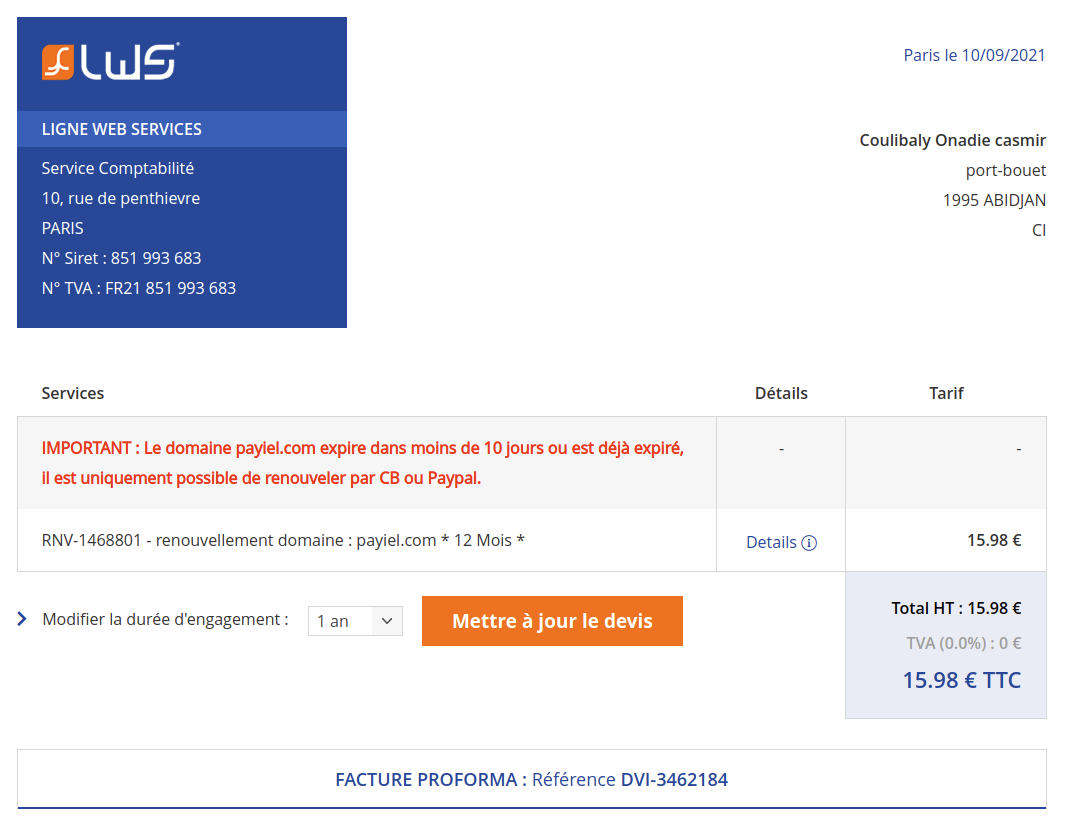 LWS
Paris le 10/09/2021
LIGNE WEB SERVICES
Service Comptabilité
10, rue de penthievre
PARIS
N° Siret : 851 993 683
N° TVA : FR21 851 993 683
Coulibaly Onadie casmir
port-bouet
1995 ABIDJAN
CI
Services Détails Tarif
IMPORTANT : Le domaine payiel.com expire dans moins de 10 jours ou est déjà expiré, - -
il est uniquement possible de renouveler par CB ou Paypal.
RNV-1468801 - renouvellement domaine : payiel.com * 12 Mois * Details 15.98 €
Modifier la durée d'engagement : 1 an Mettre à jour le devis
Total HT : 15.98 €
TVA (0.0%) : 0 €
15.98 € TTC
FACTURE PROFORMA : Référence DVI-3462184